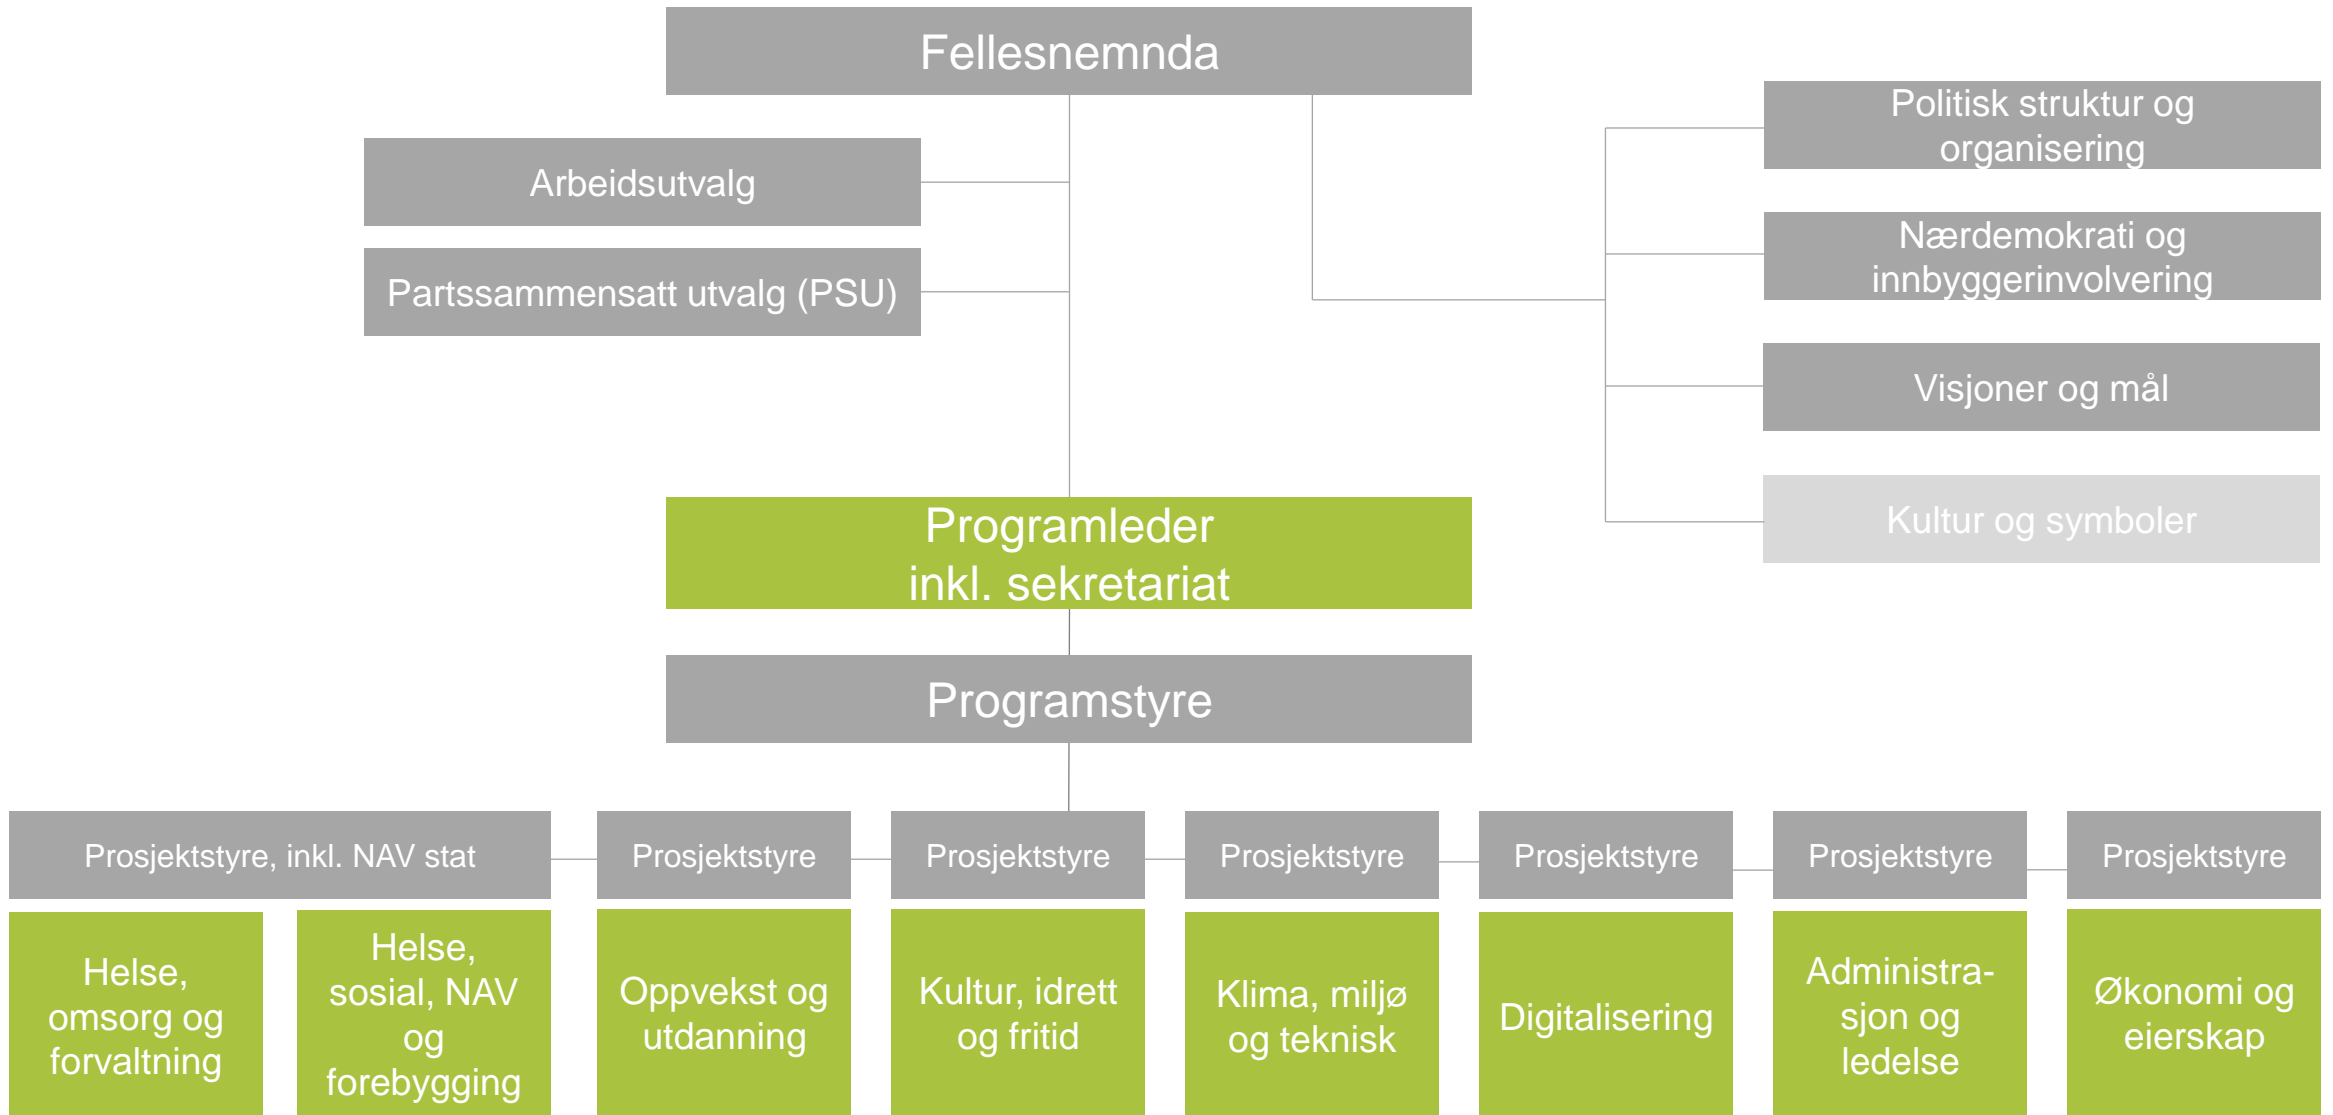 Fellesnemnda
Politisk struktur og
organisering
Arbeidsutvalg
Nærdemokrati og
innbyggerinvolvering
Partssammensatt utvalg (PSU)
Visjoner og mål
Kultur og symboler
Programleder
inkl. sekretariat
Programstyre
Prosjektstyre, inkl. NAV stat
Prosjektstyre
Prosjektstyre
Prosjektstyre
Prosjektstyre
Prosjektstyre
Prosjektstyre
Helse,
omsorg og
forvaltning
Helse,
sosial, NAV
og
forebygging
Oppvekst og
utdanning
Kultur, idrett
og fritid
Klima, miljø
og teknisk
Digitalisering
Administra-
sjon og
ledelse
Økonomi og
eierskap